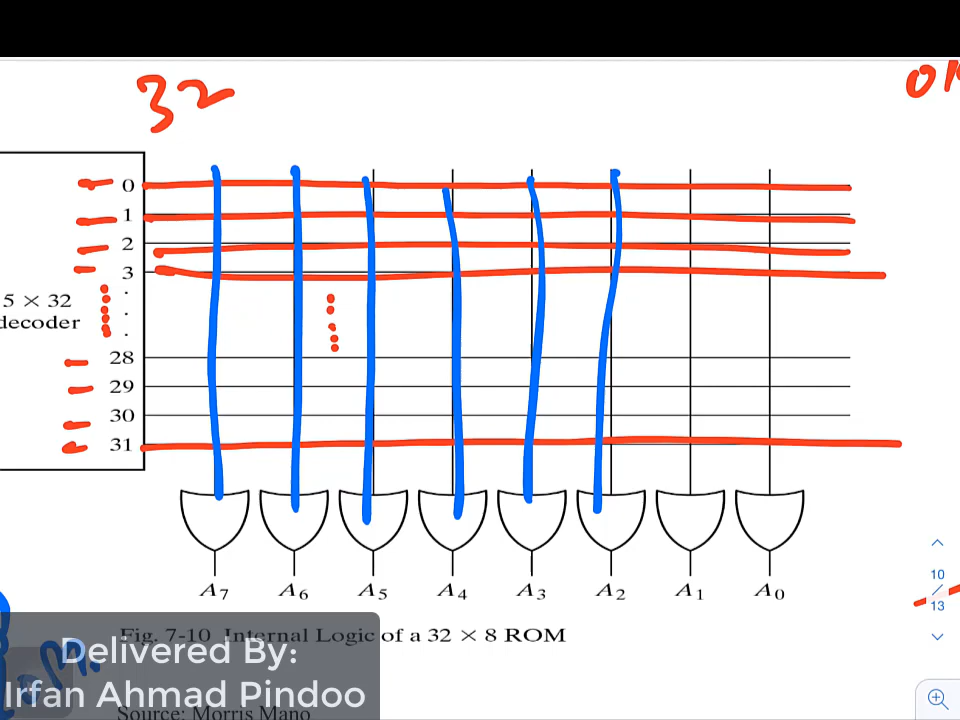 32
0
1
2
3
5 × 32
decoder
28
29
30
31
A7 A6 A5 A4 A3 A2 A1 A0
10
/
13
Fig. 7-10 Internal Logic of a 32 × 8 ROM
Delivered By:
Irfan Ahmad Pindoo
Source: Morris Mano